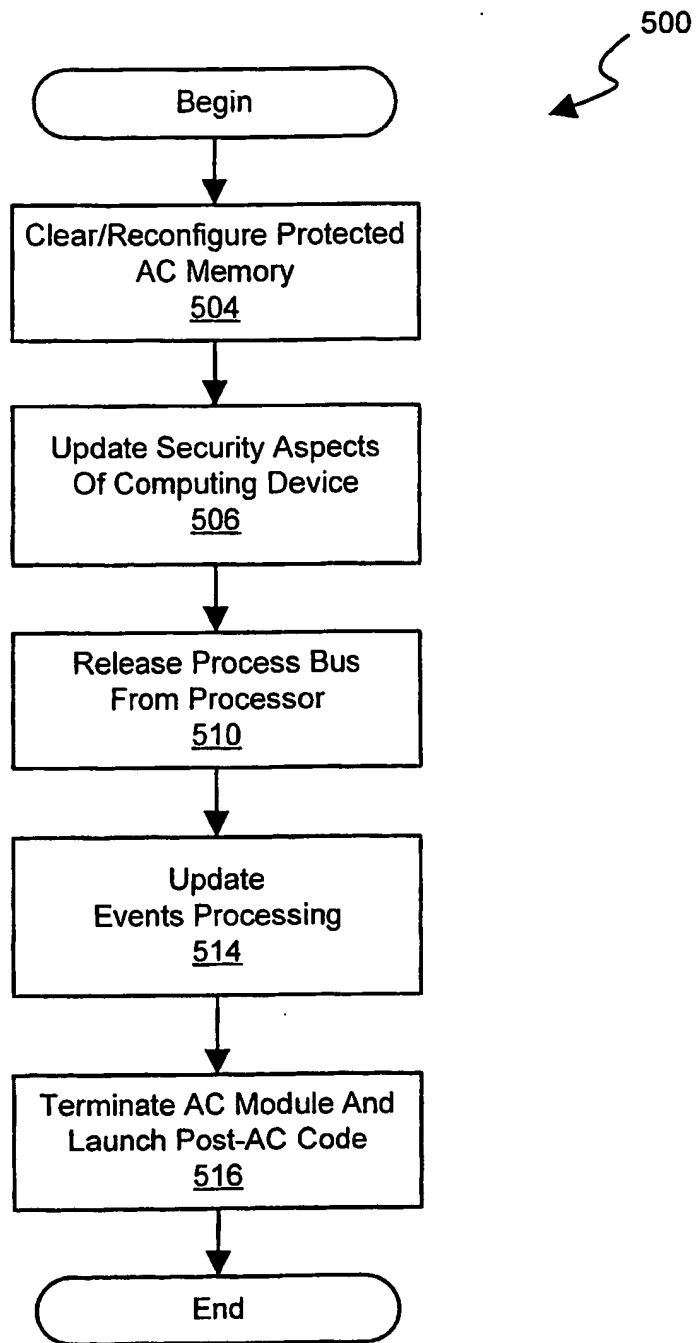 500
Begin
Clear/Reconfigure Protected
AC Memory
504
Update Security Aspects
Of Computing Device
506
Release Process Bus
From Processor
510
Update
Events Processing
514
Terminate AC Module And
Launch Post-AC Code
516
End